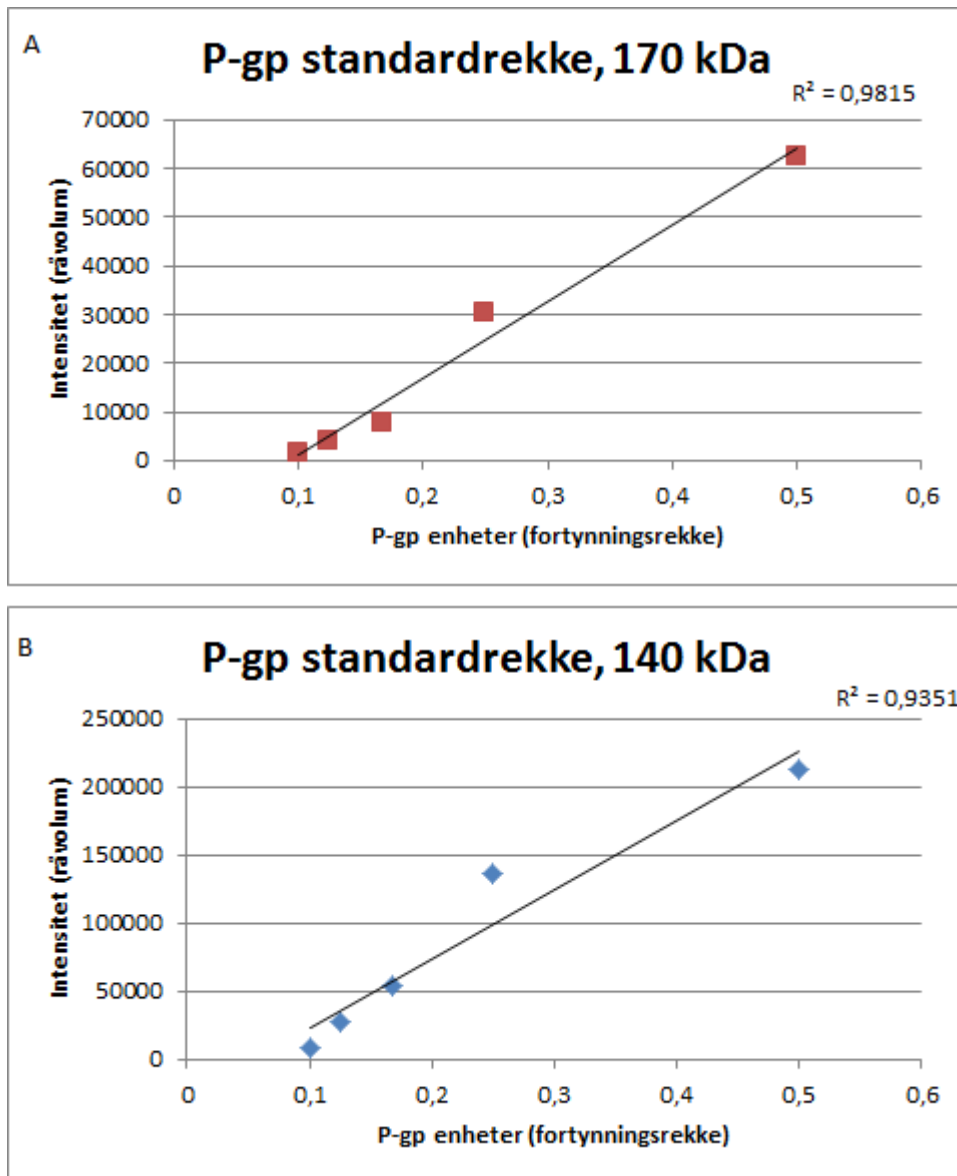 A
P-gp standardrekke, 170 kDa
R² = 0,9815
70000
60000
50000
40000
30000
20000
10000
0
Intensitet (råvolum)
0 0,1 0,2 0,3 0,4 0,5 0,6
P-gp enheter (fortynningsrekke)
B
P-gp standardrekke, 140 kDa
R² = 0,9351
250000
200000
150000
100000
50000
0
Intensitet (råvolum)
0 0,1 0,2 0,3 0,4 0,5 0,6
P-gp enheter (fortynningsrekke)